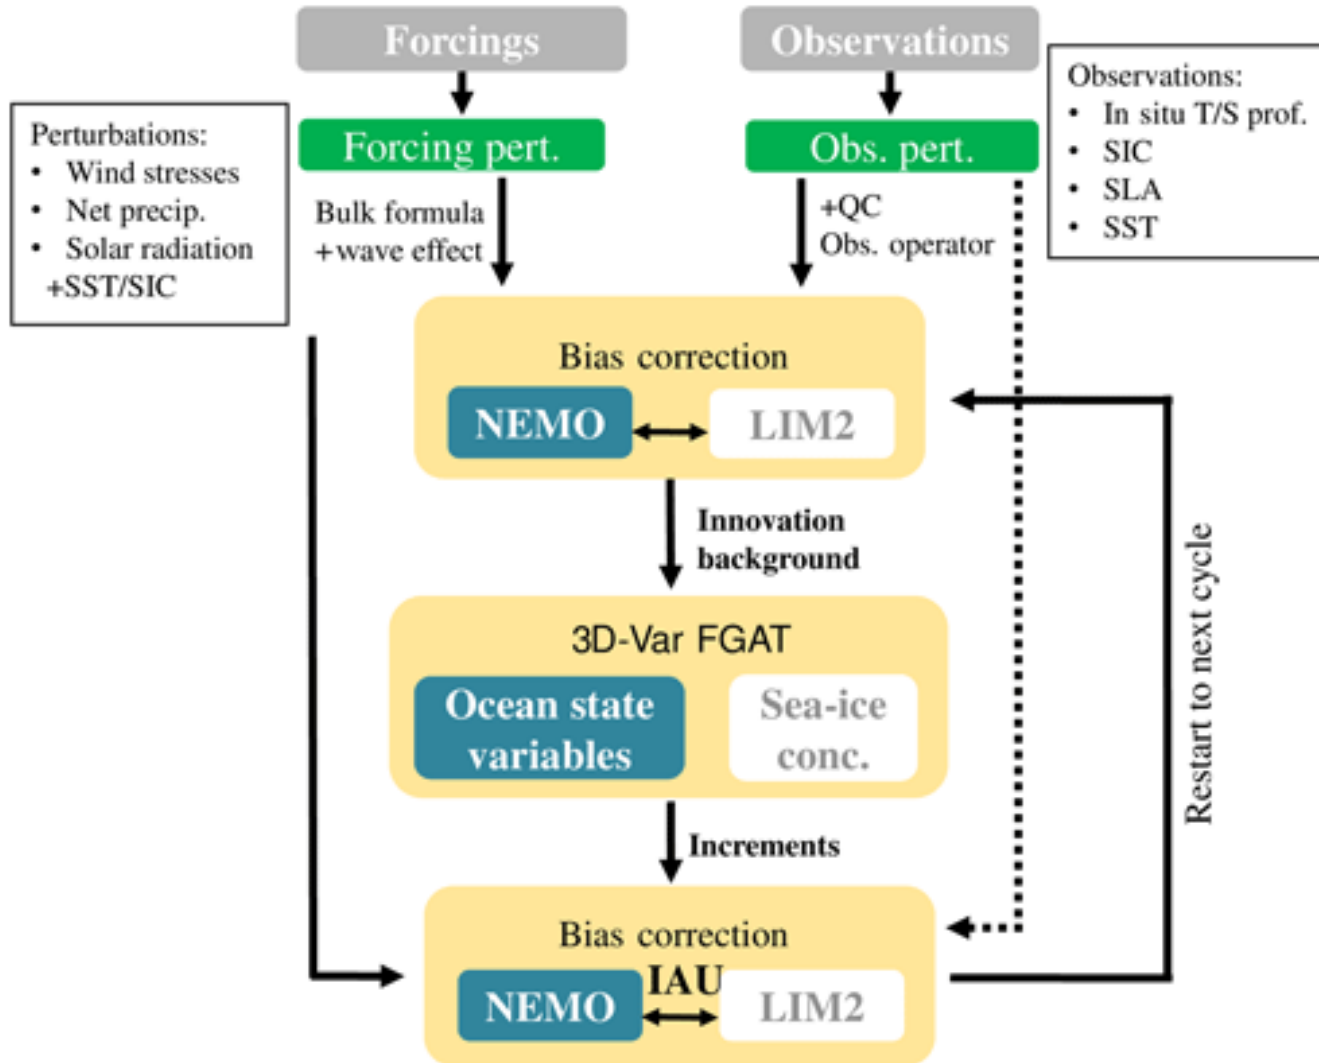 Forcings
Observations
Perturbations:
• Wind stresses
• Net precip.
• Solar radiation
+SST/SIC
Forcing pert.
Obs. pert.
Observations:
• In situ T/S prof.
• SIC
• SLA
• SST
Bulk formula
+wave effect
+QC
Obs. operator
Bias correction
NEMO
LIM2
Innovation
background
3D-Var FGAT
Ocean state
variables
Sea-ice
conc.
Increments
Bias correction
IAU
NEMO
LIM2
Restart to next cycle